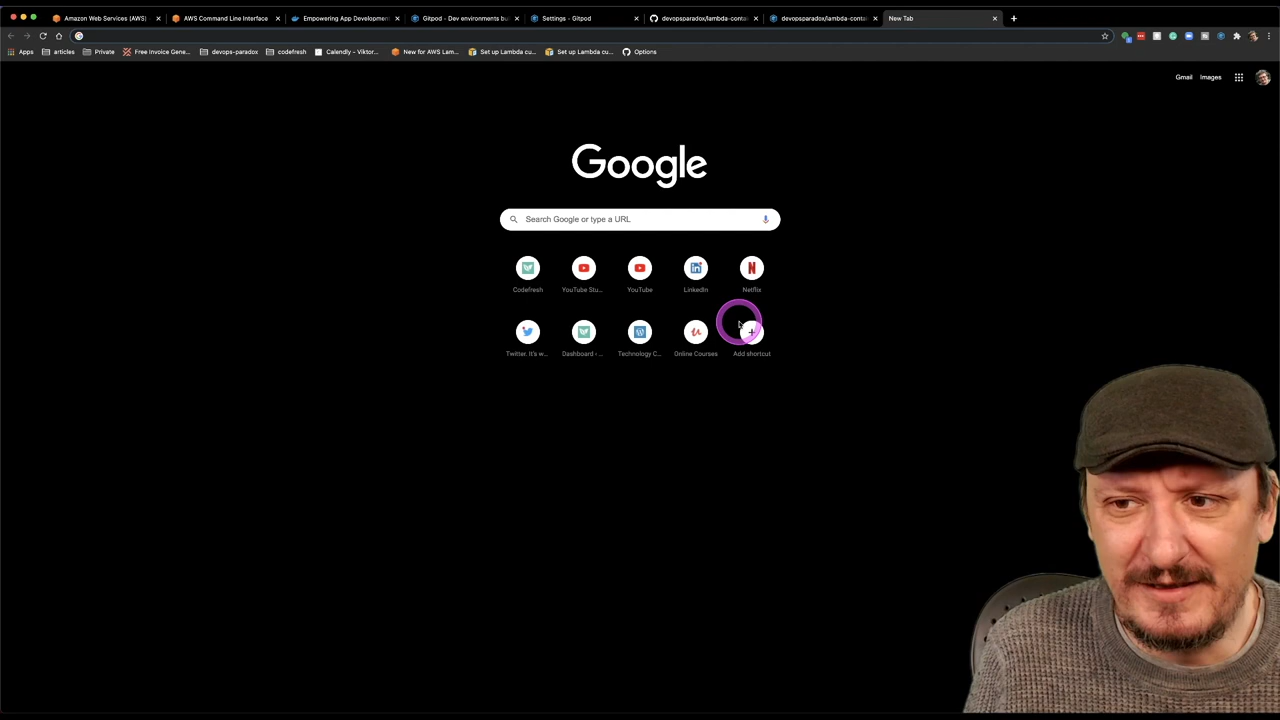 Amazon Web Services (AWS)
AWS Command Line Interface
Empowering App Developmen
Gitpod - Dev environments bu
Settings - Gitpod
devopsparadox/lambda-conta
devopsparadox/lambda-conta
New Tab
Apps
articles
Private
Free Invoice Gene...
devops-paradox
codefresh
Calendly - Viktor...
New for AWS Lam...
Set up Lambda cu...
Set up Lambda cu...
Options
Gmail
Images
Google
Search Google or type a URL
Codefresh
YouTube Stu...
YouTube
LinkedIn
Netflix
Twitter. It's w...
Dashboard - ...
Technology C...
Online Courses
Add shortcut